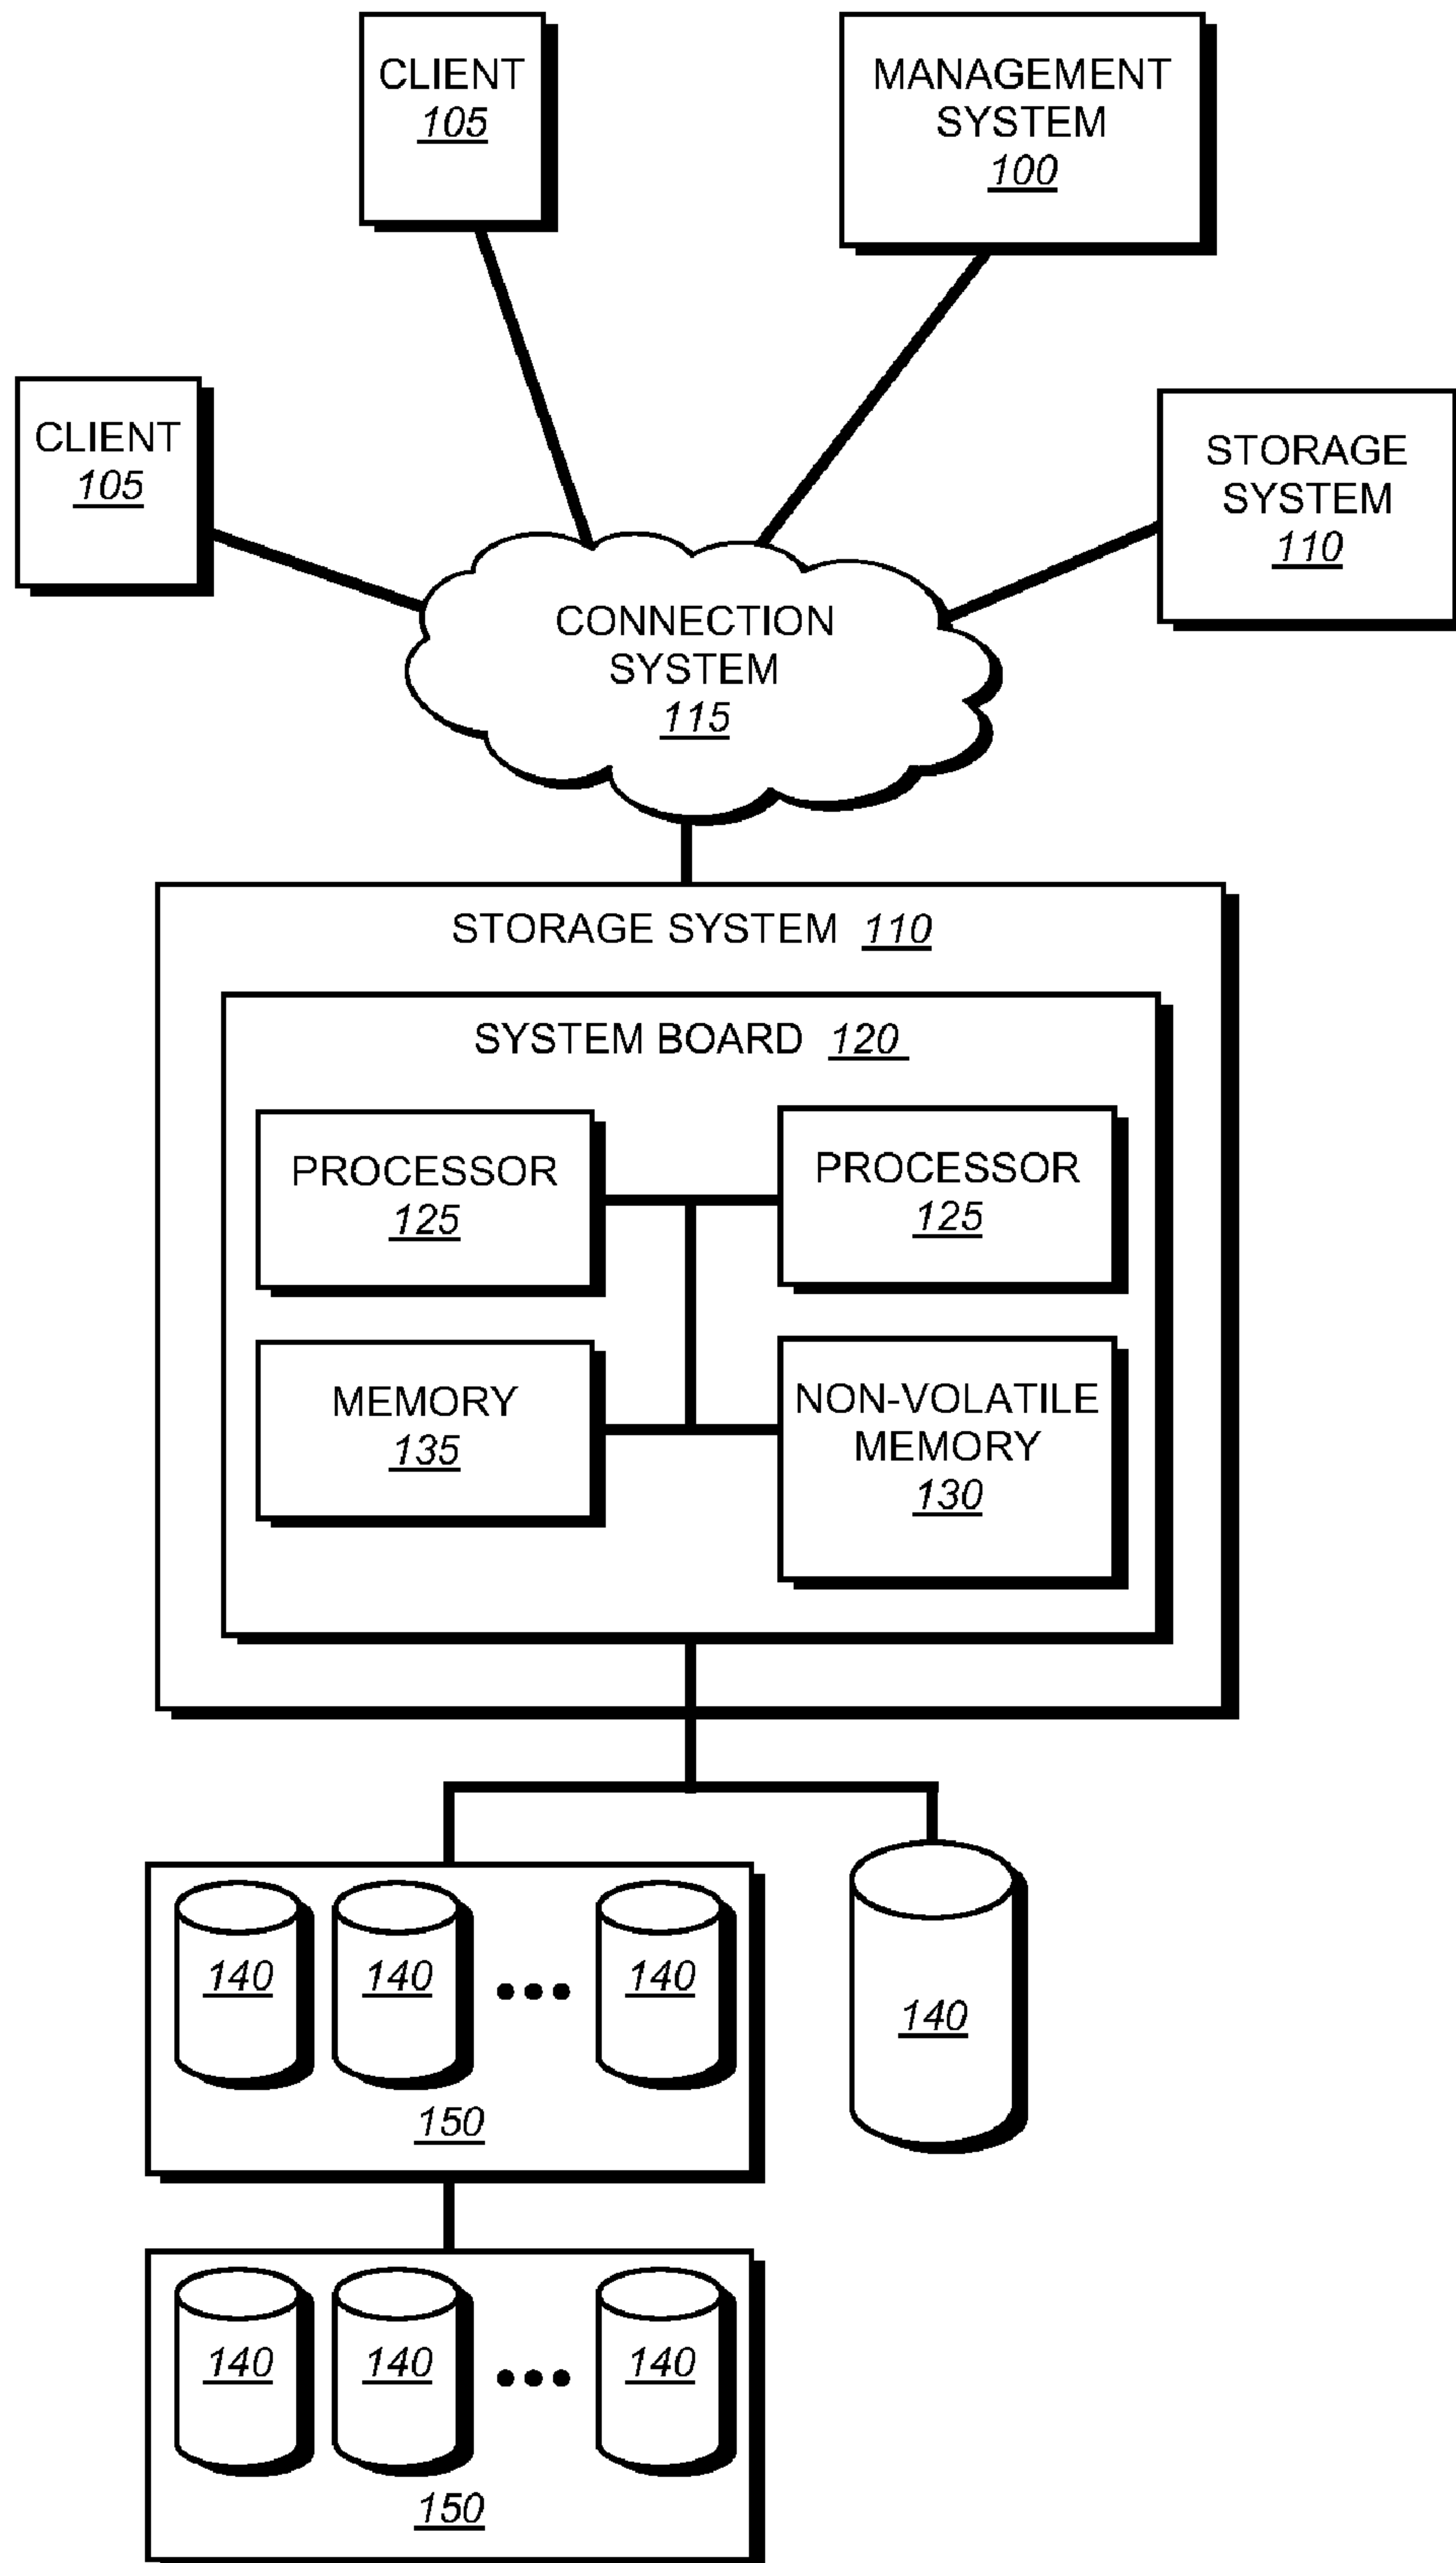 CLIENT
105
MANAGEMENT
SYSTEM
100
CLIENT
105
STORAGE
SYSTEM
110
CONNECTION
SYSTEM
115
STORAGE SYSTEM 110
SYSTEM BOARD 120
PROCESSOR
125
PROCESSOR
125
MEMORY
135
NON-VOLATILE
MEMORY
130
140 140 ••• 140
150
140
140 140 ••• 140
150